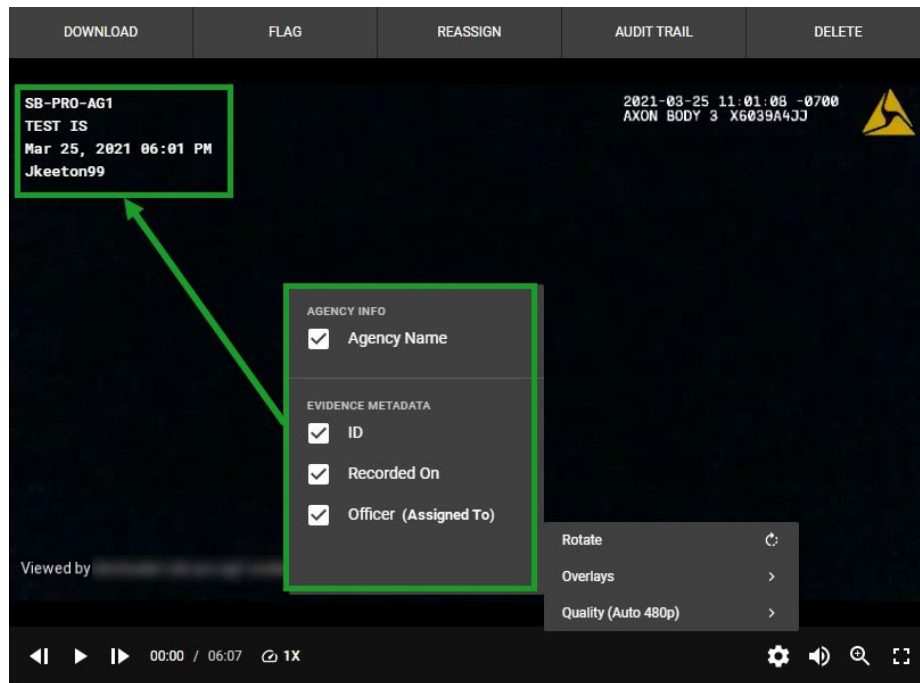 DOWNLOAD FLAG REASSIGN AUDIT TRAIL DELETE
SB-PRO-AG1
TEST IS
Mar 25, 2021 06:01 PM
Jkeeton99
2021-03-25 11:01:08 -0700
AXON BODY 3 X6039A4JJ
AGENCY INFO
Agency Name
EVIDENCE METADATA
ID
Recorded On
Officer (Assigned To)
Rotate
Overlays
Quality (Auto 480p)
Viewed by
00:00 / 06:07 1X